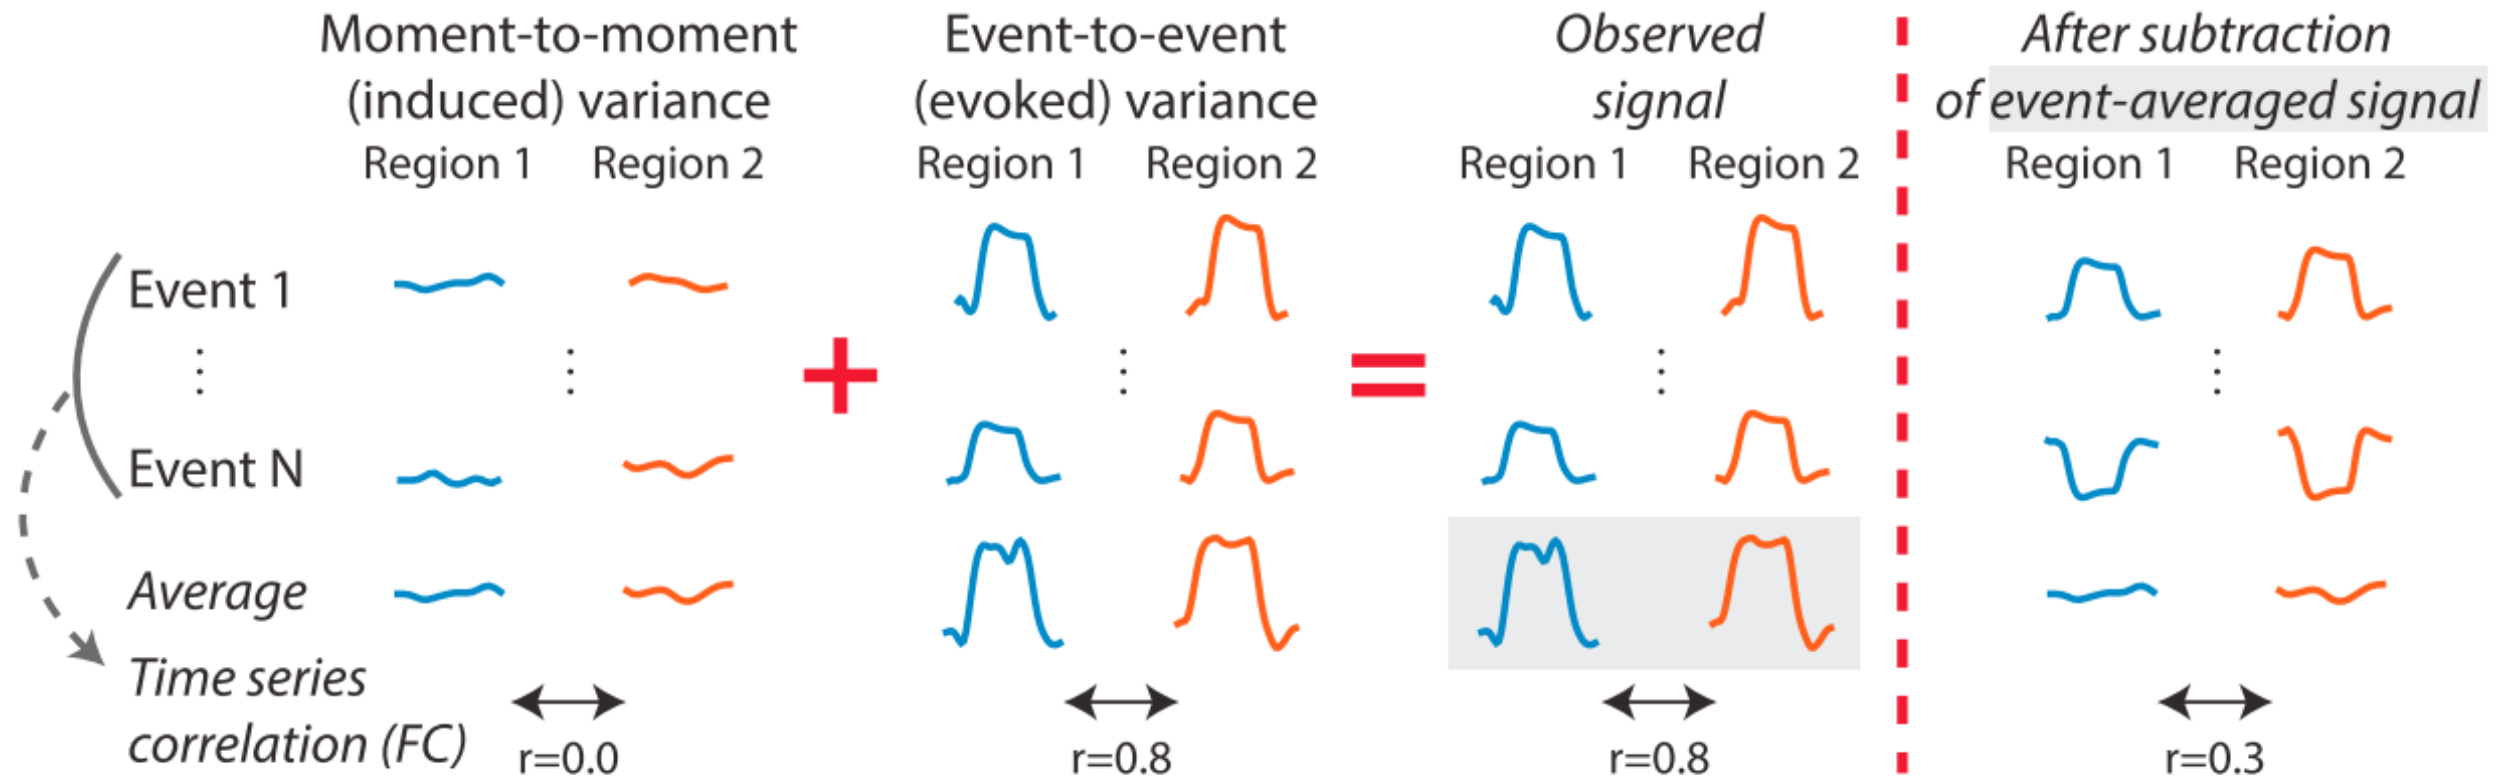 Moment-to-moment
(induced) variance
Region 1 Region 2
Event-to-event
(evoked) variance
Region 1 Region 2
Observed
signal
Region 1 Region 2
After subtraction
of event-averaged signal
Region 1 Region 2
Event 1
+
=
Event N
Average
Time series
correlation (FC)
r=0.0
r=0.8
r=0.8
r=0.3